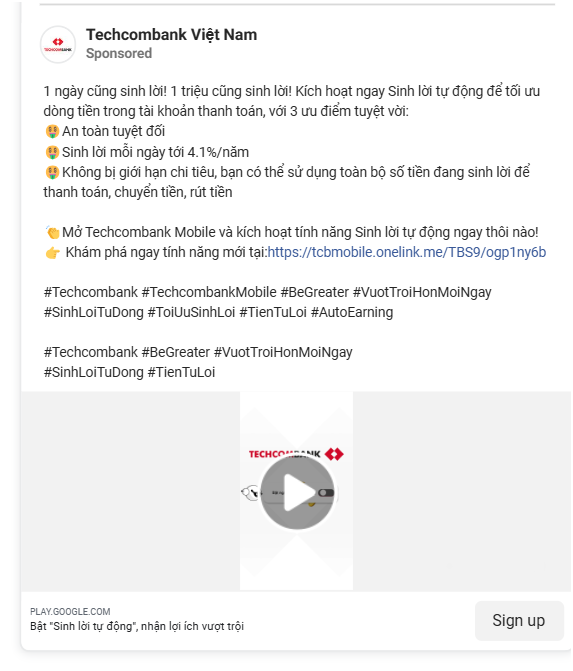 Techcombank Việt Nam
Sponsored
1 ngày cũng sinh lời! 1 triệu cũng sinh lời! Kích hoạt ngay Sinh lời tự động để tối ưu
dòng tiền trong tài khoản thanh toán, với 3 ưu điểm tuyệt vời:
🤑An toàn tuyệt đối
🤑Sinh lời mỗi ngày tới 4.1%/năm
🤑Không bị giới hạn chi tiêu, bạn có thể sử dụng toàn bộ số tiền đang sinh lời để
thanh toán, chuyển tiền, rút tiền
👏Mở Techcombank Mobile và kích hoạt tính năng Sinh lời tự động ngay thôi nào!
👉 Khám phá ngay tính năng mới tại:https://tcbmobile.onelink.me/TBS9/ogp1ny6b
#Techcombank #TechcombankMobile #BeGreater #VuotTroiHonMoiNgay
#SinhLoiTuDong #ToiUuSinhLoi #TienTuLoi #AutoEarning
#Techcombank #BeGreater #VuotTroiHonMoiNgay
#SinhLoiTuDong #TienTuLoi
TECHCOMBANK
PLAY.GOOGLE.COM
Bật "Sinh lời tự động", nhận lợi ích vượt trội
Sign up